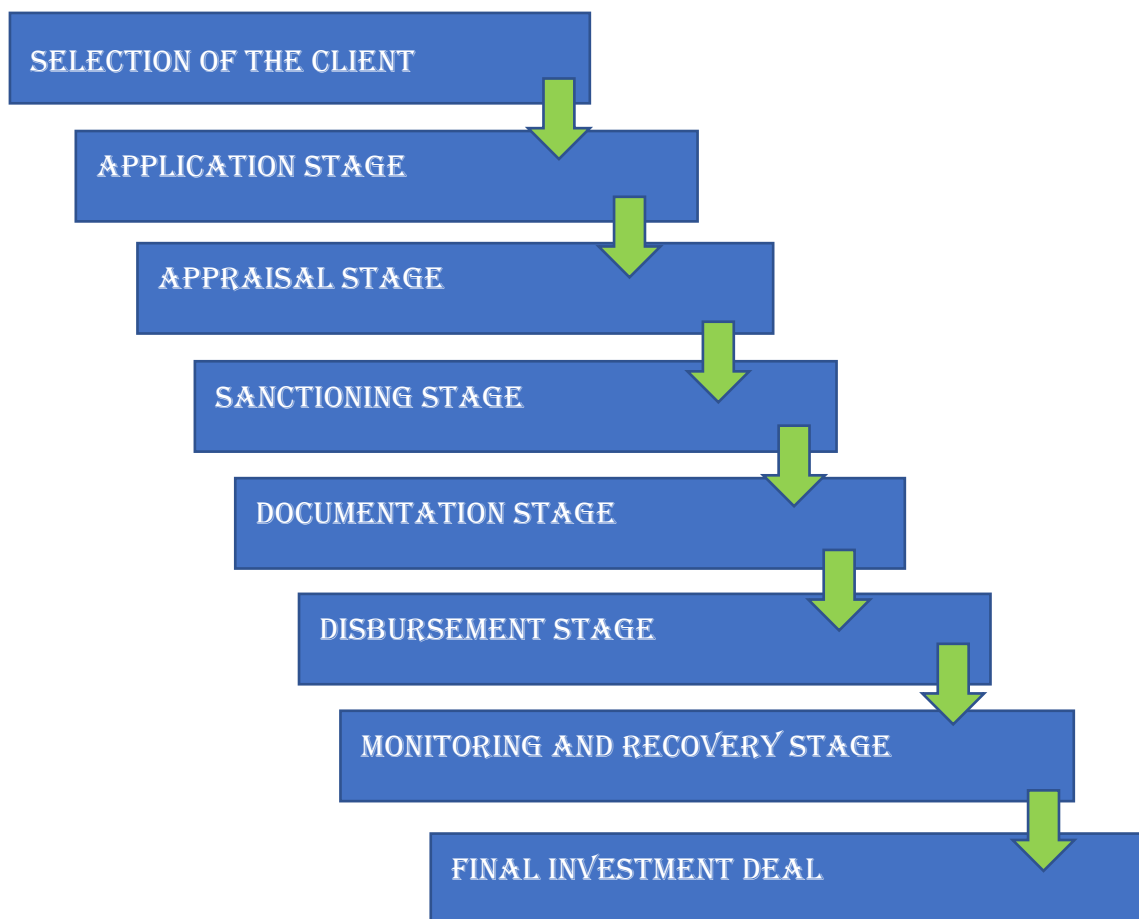 SELECTION OF THE CLIENT
APPLICATION STAGE
APPRAISAL STAGE
SANCTIONING STAGE
DOCUMENTATION STAGE
DISBURSEMENT STAGE
MONITORING AND RECOVERY STAGE
FINAL INVESTMENT DEAL